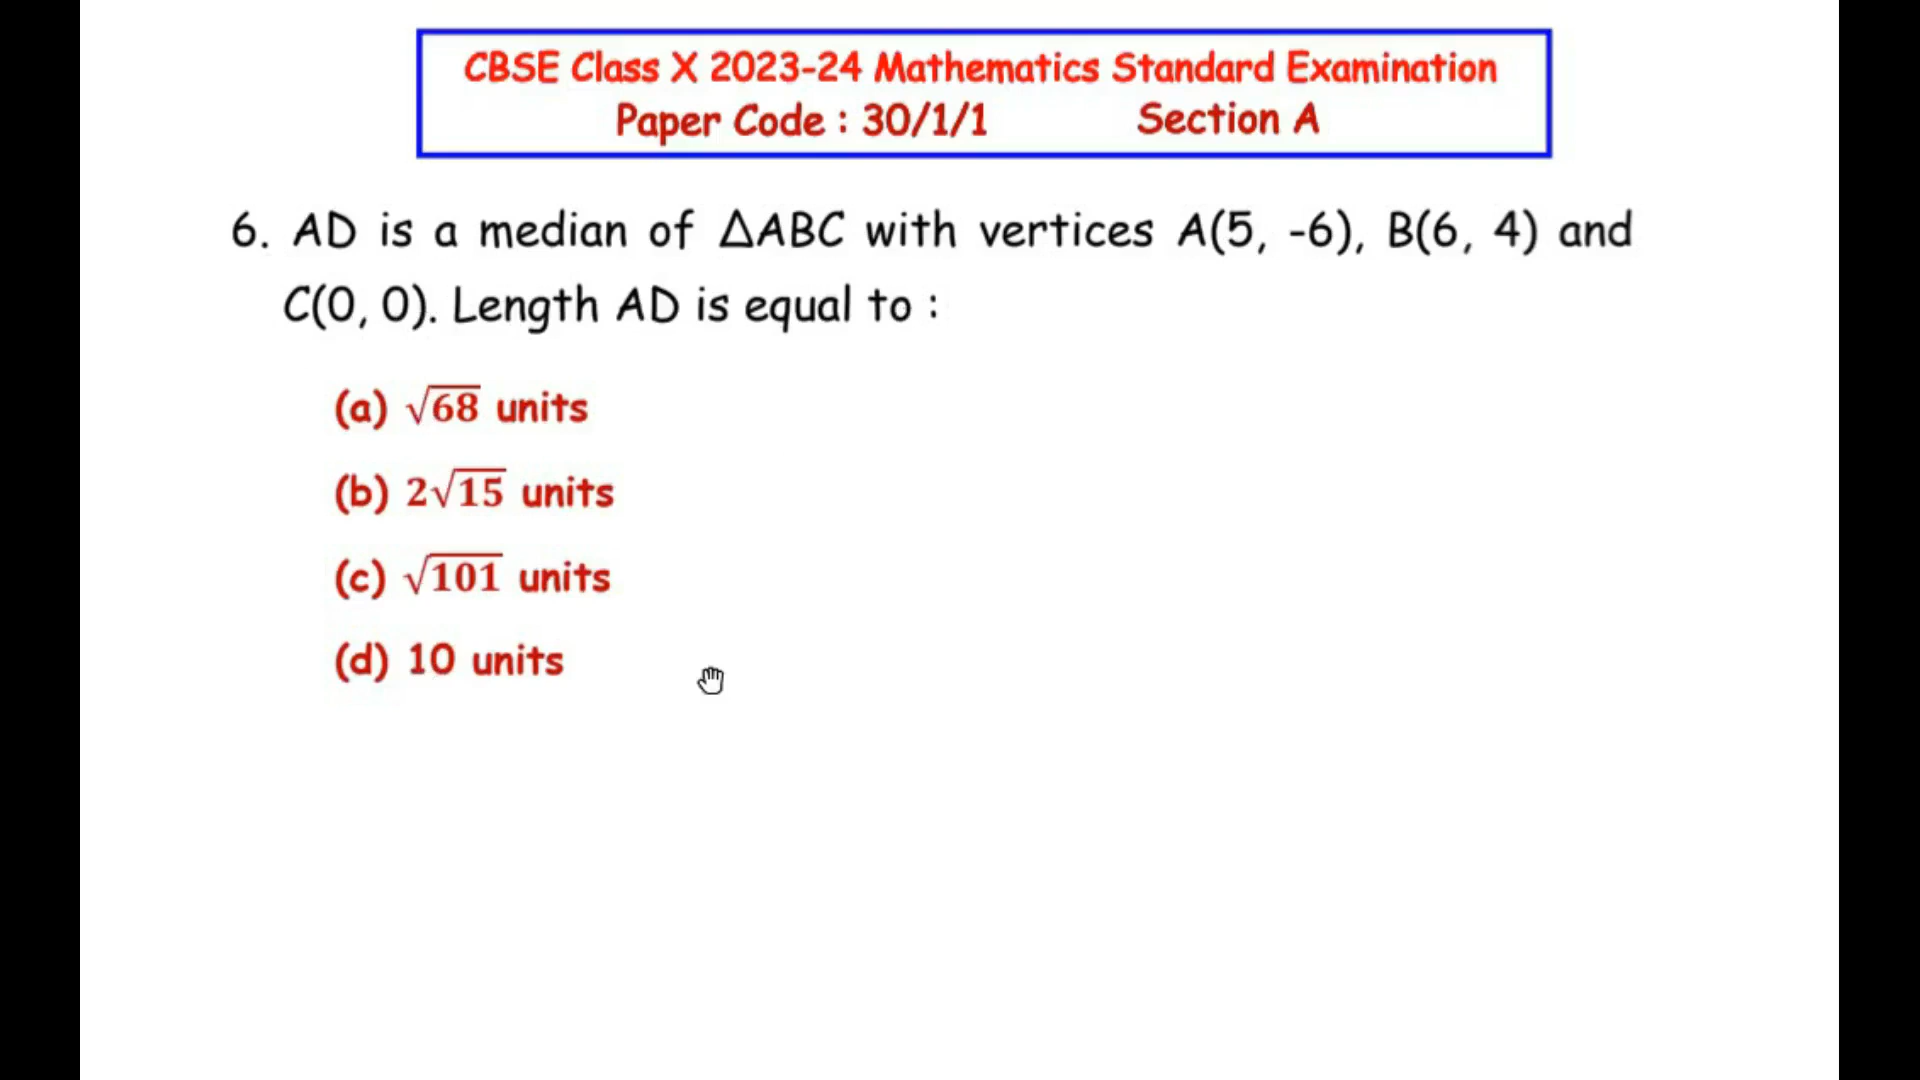 CBSE Class X 2023-24 Mathematics Standard Examination
Paper Code : 30/1/1 Section A
6. AD is a median of ΔABC with vertices A(5, -6), B(6, 4) and
C(0, 0). Length AD is equal to :
(a) √68 units
(b) 2√15 units
(c) √101 units
(d) 10 units